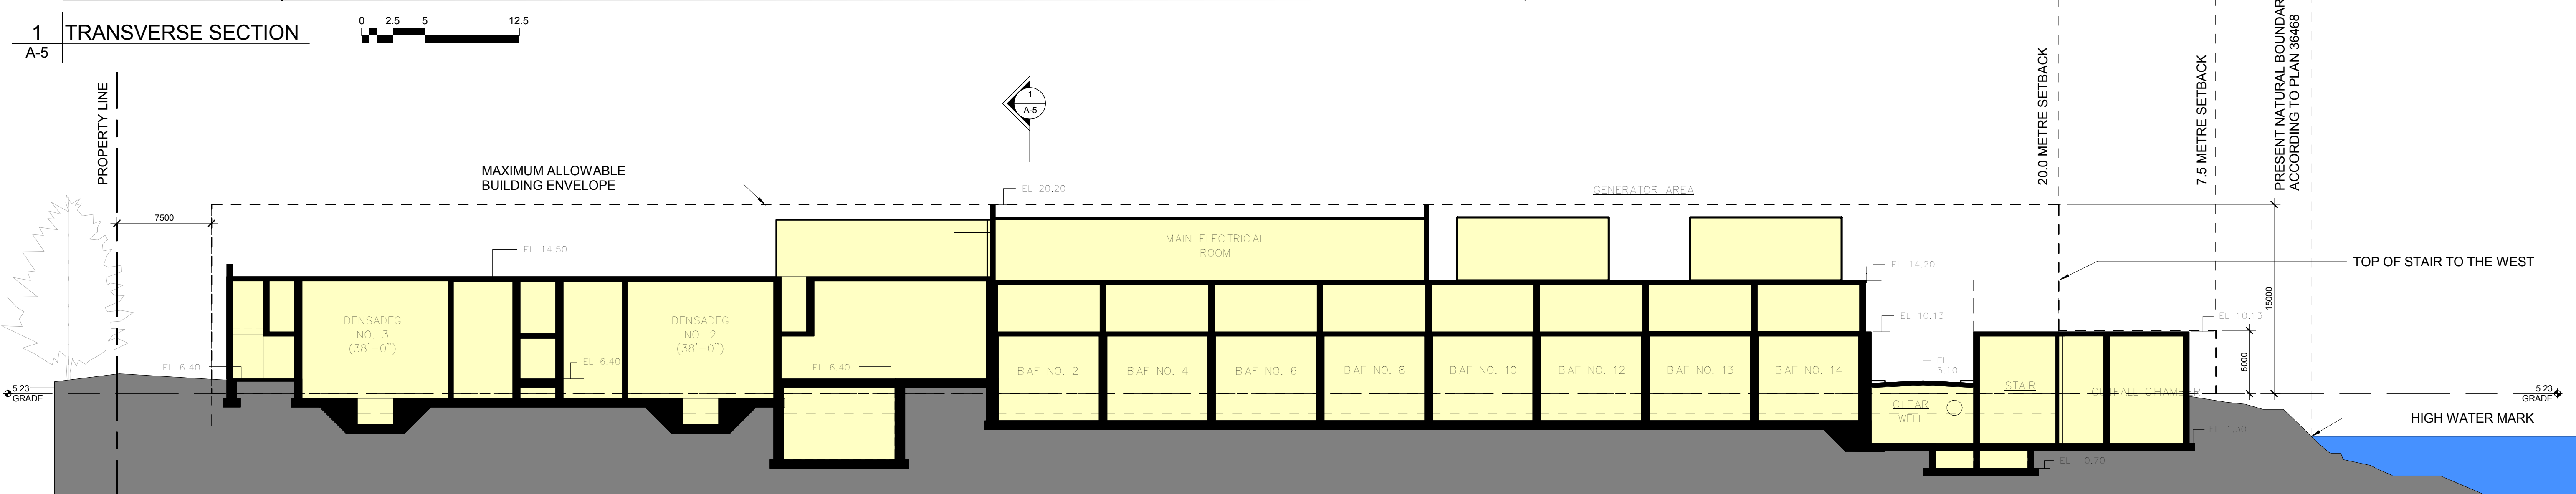 1
A-5
TRANSVERSE SECTION
0 2.5 5 12.5
PROPERTY LINE
7500
MAXIMUM ALLOWABLE
BUILDING ENVELOPE
1
A-5
EL 20.20
GENERATOR AREA
20.0 METRE SETBACK
7.5 METRE SETBACK
PRESENT NATURAL BOUNDARY
ACCORDING TO PLAN 36468
EL 14.50
MAIN ELECTRICAL
ROOM
EL 14.20
TOP OF STAIR TO THE WEST
15000
DENSADEG
NO. 3
(38'-0")
DENSADEG
NO. 2
(38'-0")
EL 10.13
EL 10.13
EL 6.40
EL 6.40
EL 6.40
BAF NO. 2
BAF NO. 4
BAF NO. 6
BAF NO. 8
BAF NO. 10
BAF NO. 12
BAF NO. 13
BAF NO. 14
EL
6.10
5000
5.23
GRADE
STAIR
OUTFALL CHAMBER
5.23
GRADE
CLEAR
WELL
HIGH WATER MARK
EL 1.30
EL -0.70